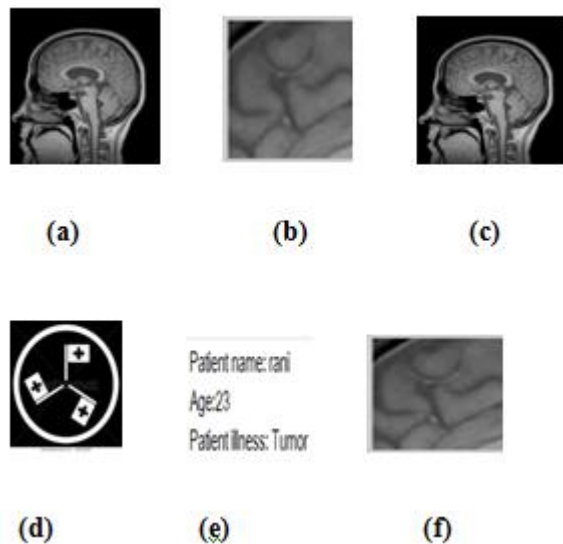 (a) (b) (c)
Patient name: rani
Age:23
Patient illness: Tumor
(d) (e) (f)